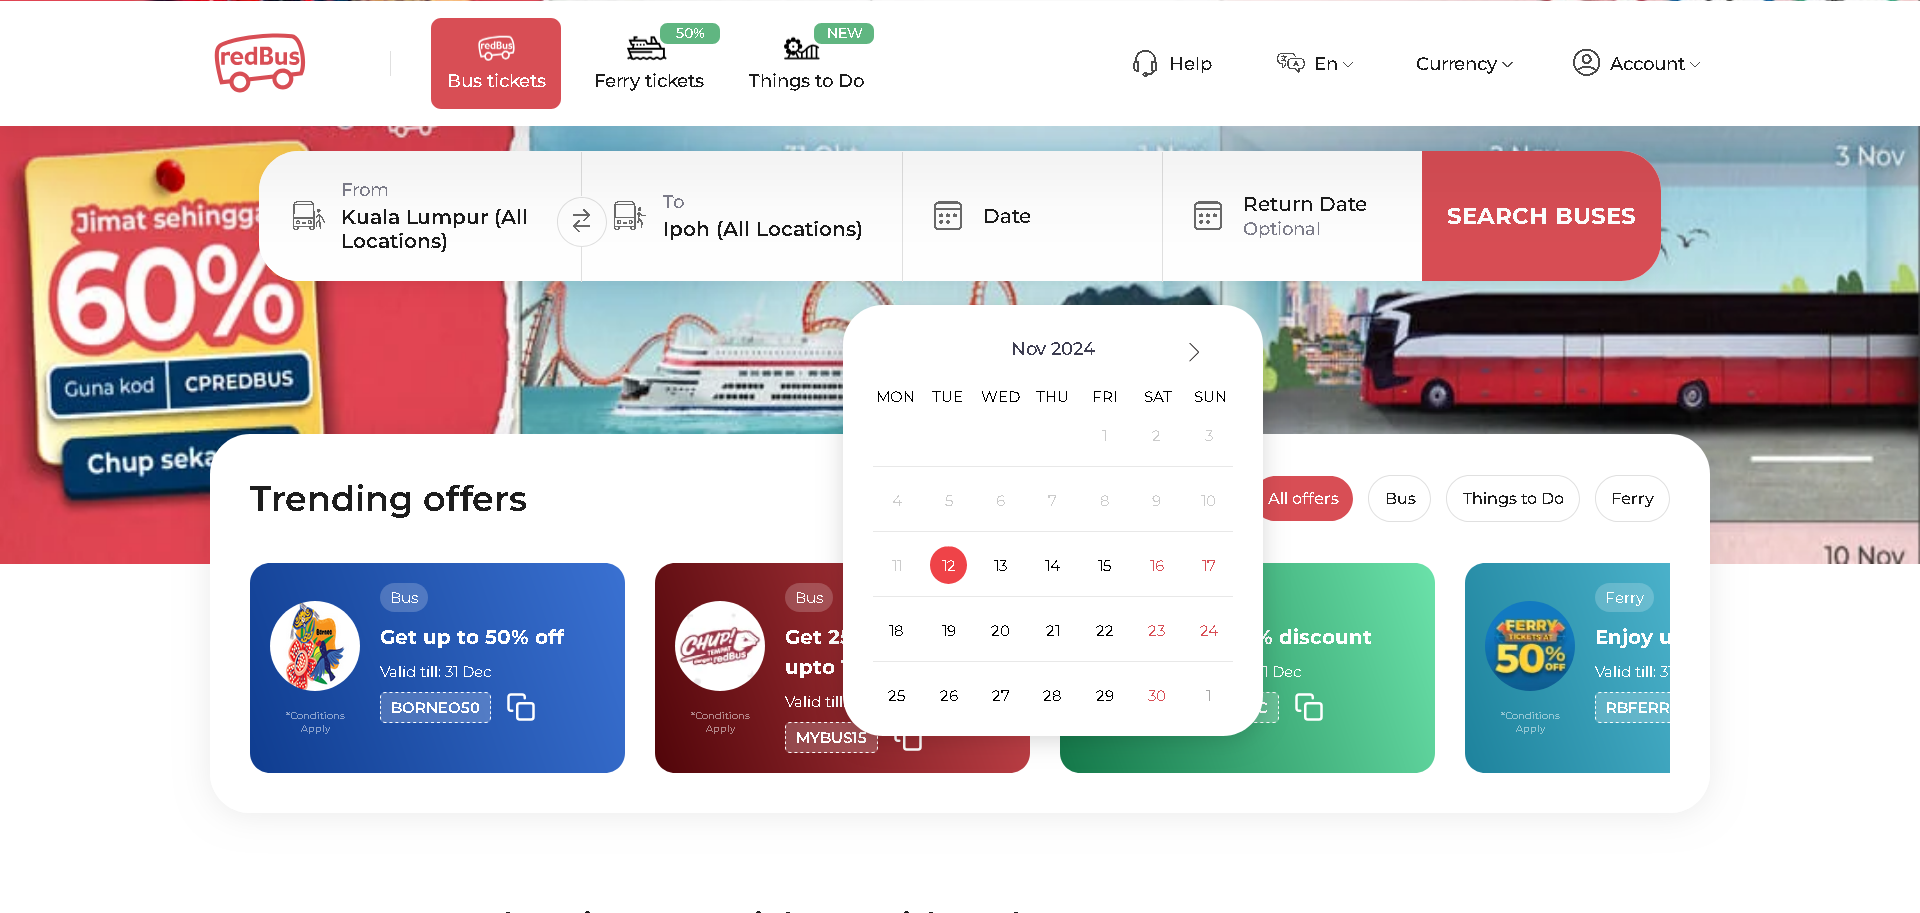 redBus
redBus
Bus tickets
50%
Ferry tickets
NEW
Things to Do
Help
En
Currency
Account
3 Nov
Jimat sehingga
60%
Guna kod CPREDBUS
Chup seka
From
Kuala Lumpur (All
Locations)
To
Ipoh (All Locations)
Date
Return Date
Optional
SEARCH BUSES
10 Nov
Nov 2024
MON TUE WED THU FRI SAT SUN
1 2 3
4 5 6 7 8 9 10
11 12 13 14 15 16 17
18 19 20 21 22 23 24
25 26 27 28 29 30 1
Trending offers
All offers
Bus
Things to Do
Ferry
Bus
Get up to 50% off
Valid till: 31 Dec
BORNEO50
*Conditions
Apply
Bus
CHUP!
TEMPAT
dengan redBus
Get 25
upto
Valid till
MYBUS15
*Conditions
Apply
% discount
1 Dec
C
Ferry
FERRY
TICKETS AT
50% OFF
Enjoy u
Valid till: 3
RBFERR
*Conditions
Apply